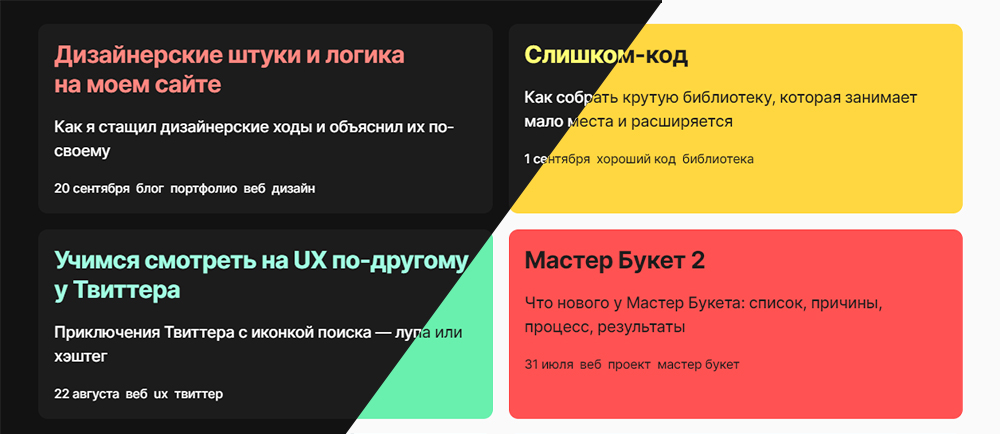 Дизайнерские штуки и логика
на моем сайте
Как я стащил дизайнерские ходы и объяснил их по-
своему
20 сентября блог портфолио веб дизайн
Слишком-код
Как собрать крутую библиотеку, которая занимает
мало места и расширяется
1 сентября хороший код библиотека
Учимся смотреть на UX по-другому
у Твиттера
Приключения Твиттера с иконкой поиска — лупа или
хэштег
22 августа веб ux твиттер
Мастер Букет 2
Что нового у Мастер Букета: список, причины,
процесс, результаты
31 июля веб проект мастер букет